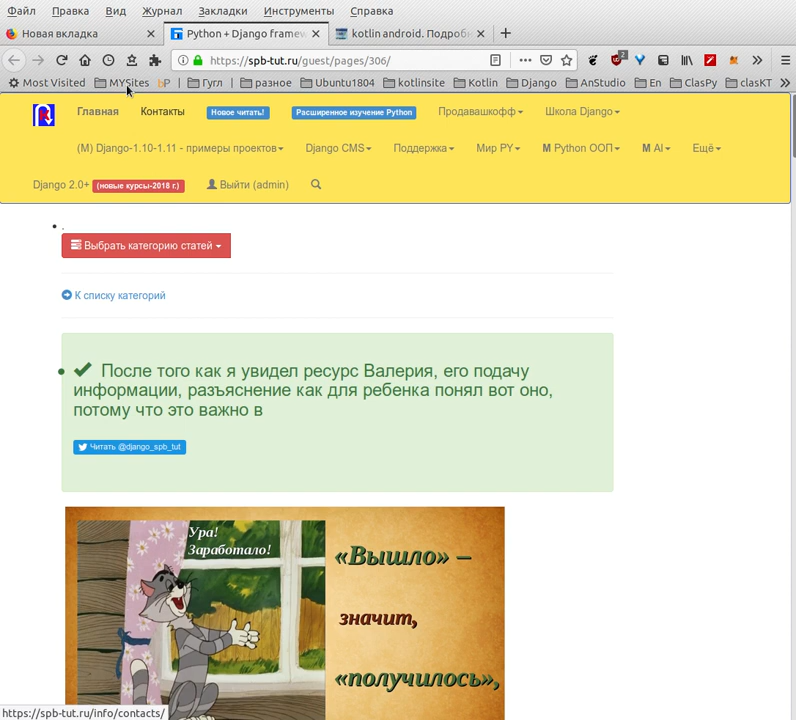 Файл Правка Вид Журнал Закладки Инструменты Справка
Новая вкладка Python + Django framew kotlin android. Подробн
https://spb-tut.ru/guest/pages/306/
Most Visited MYSites Гугл разное Ubuntu1804 kotlinsite Kotlin Django AnStudio En ClasPy clasKT
Главная Контакты Новое читать! Расширенное изучение Python Продавашкофф Школа Django
(M) Django-1.10-1.11 - примеры проектов Django CMS Поддержка Мир PY M Python ООП M AI Ещё
Django 2.0+ (новые курсы-2018 г.) Выйти (admin)
Выбрать категорию статей
К списку категорий
После того как я увидел ресурс Валерия, его подачу
информации, разъяснение как для ребенка понял вот оно,
потому что это важно в
Читать @django_spb_tut
Ура!
Заработало!
«Вышло» –
значит,
«получилось»,
https://spb-tut.ru/info/contacts/